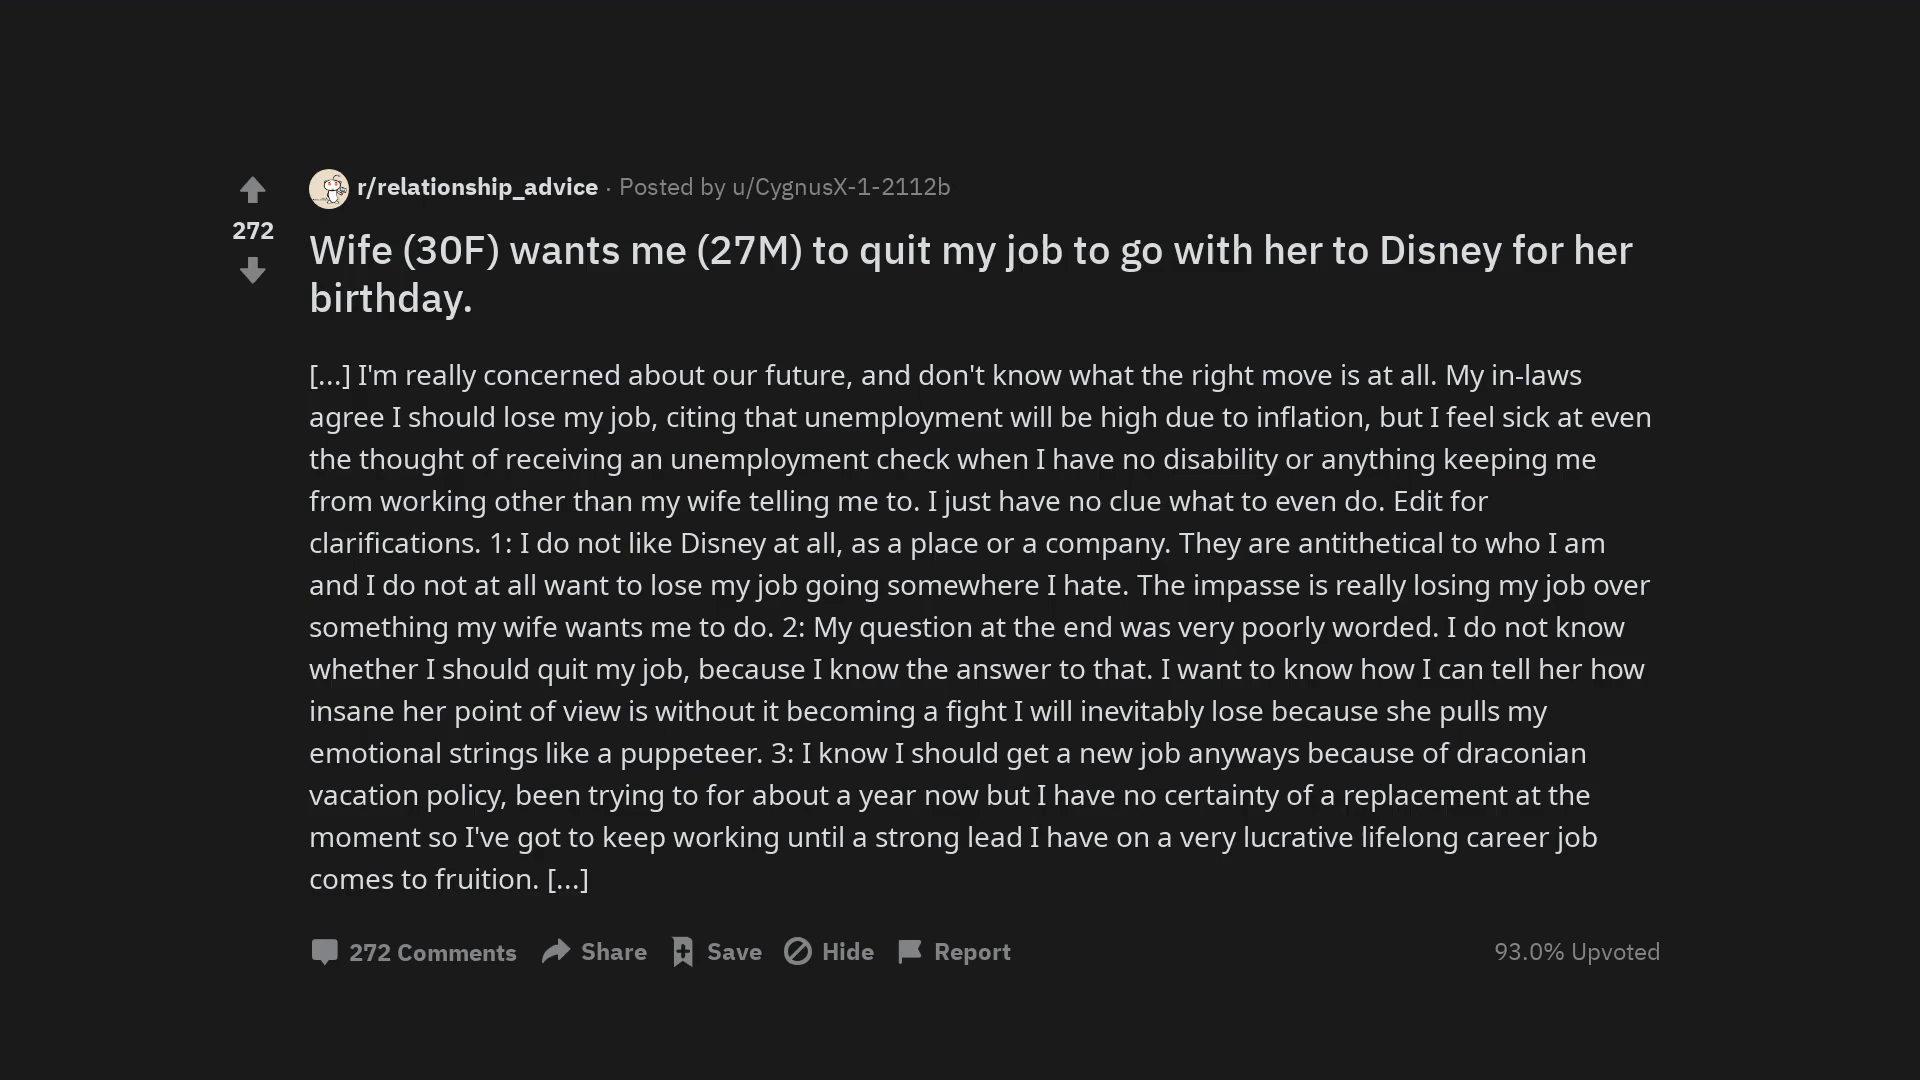 r/relationship_advice · Posted by u/CygnusX-1-2112b
272
Wife (30F) wants me (27M) to quit my job to go with her to Disney for her
birthday.
[...] I'm really concerned about our future, and don't know what the right move is at all. My in-laws
agree I should lose my job, citing that unemployment will be high due to inflation, but I feel sick at even
the thought of receiving an unemployment check when I have no disability or anything keeping me
from working other than my wife telling me to. I just have no clue what to even do. Edit for
clarifications. 1: I do not like Disney at all, as a place or a company. They are antithetical to who I am
and I do not at all want to lose my job going somewhere I hate. The impasse is really losing my job over
something my wife wants me to do. 2: My question at the end was very poorly worded. I do not know
whether I should quit my job, because I know the answer to that. I want to know how I can tell her how
insane her point of view is without it becoming a fight I will inevitably lose because she pulls my
emotional strings like a puppeteer. 3: I know I should get a new job anyways because of draconian
vacation policy, been trying to for about a year now but I have no certainty of a replacement at the
moment so I've got to keep working until a strong lead I have on a very lucrative lifelong career job
comes to fruition. [...]
272 Comments Share Save Hide Report 93.0% Upvoted